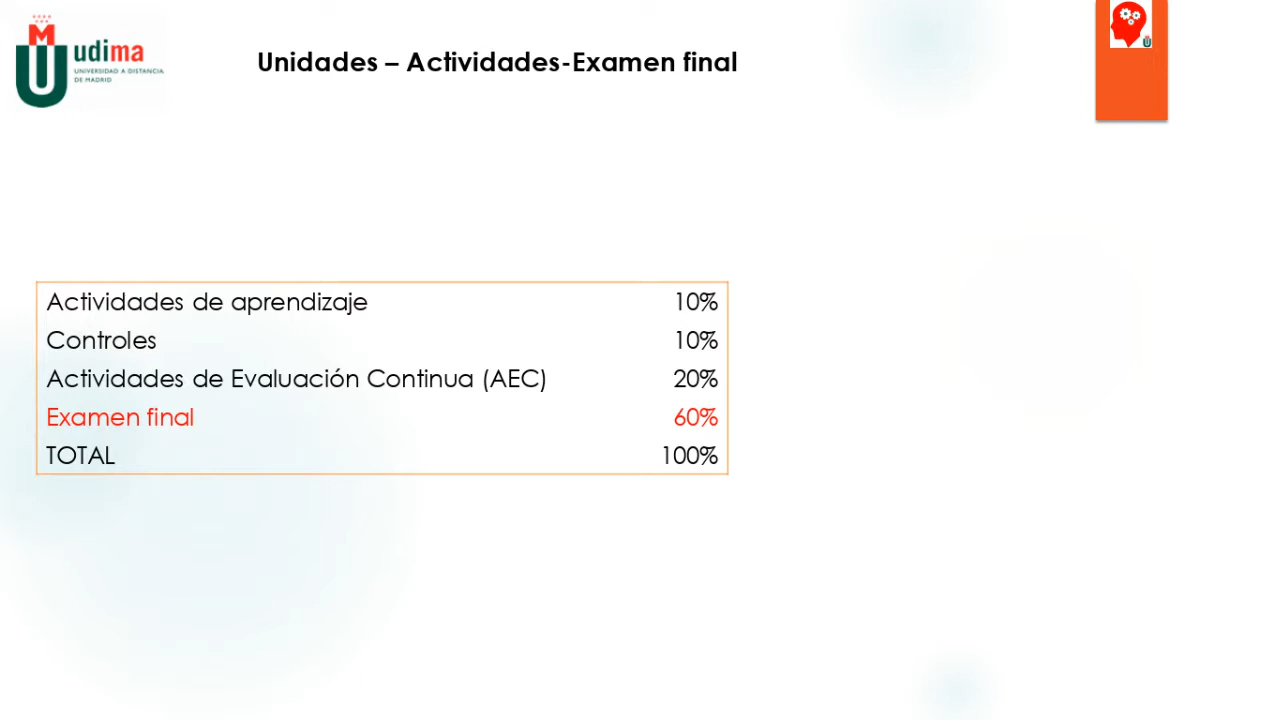 udima
UNIVERSIDAD A DISTANCIA
DE MADRID
Unidades – Actividades-Examen final
Actividades de aprendizaje 10%
Controles 10%
Actividades de Evaluación Continua (AEC) 20%
Examen final 60%
TOTAL 100%